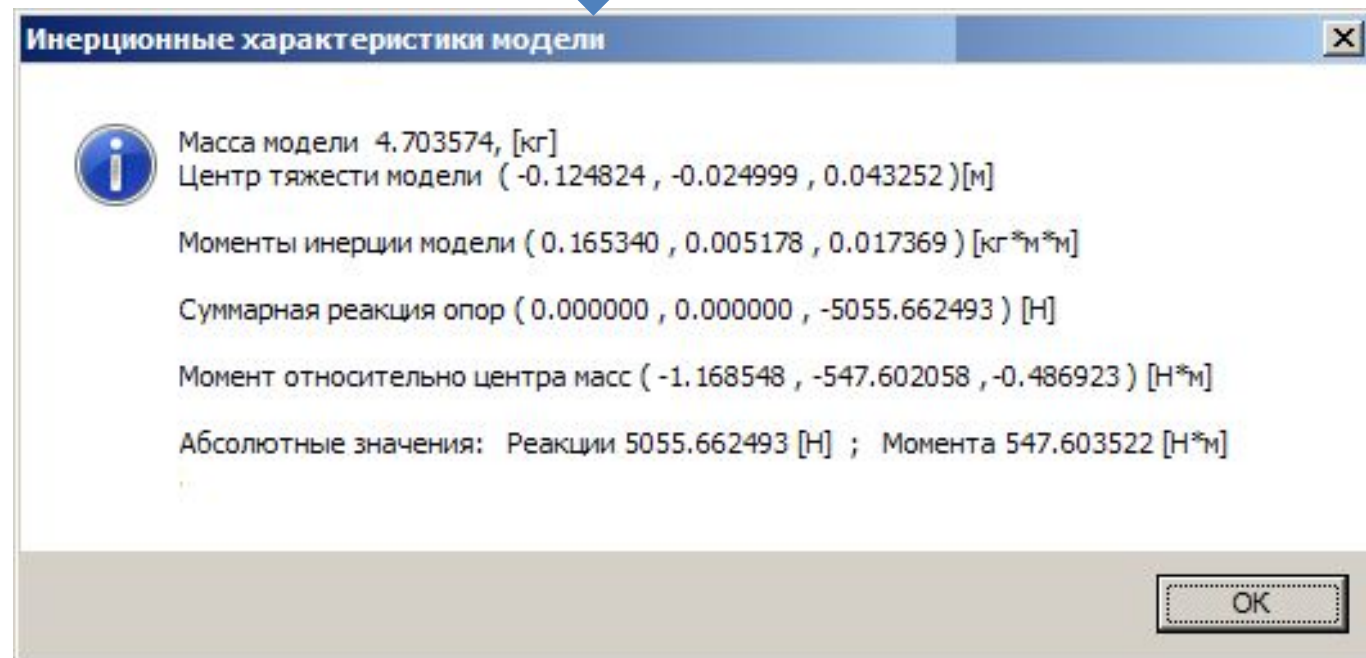 Инерционные характеристики модели
Масса модели 4.703574, [кг]
Центр тяжести модели ( -0.124824 , -0.024999 , 0.043252 )[м]
Моменты инерции модели ( 0.165340 , 0.005178 , 0.017369 ) [кг*м*м]
Суммарная реакция опор ( 0.000000 , 0.000000 , -5055.662493 ) [Н]
Момент относительно центра масс ( -1.168548 , -547.602058 , -0.486923 ) [Н*м]
Абсолютные значения: Реакции 5055.662493 [Н] ; Момента 547.603522 [Н*м]
OK